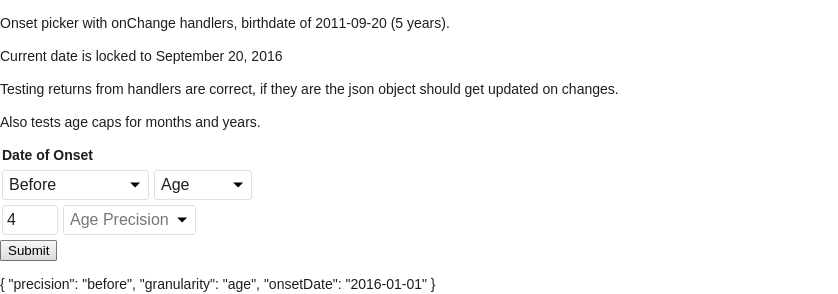 Onset picker with onChange handlers, birthdate of 2011-09-20 (5 years).
Current date is locked to September 20, 2016
Testing returns from handlers are correct, if they are the json object should get updated on changes.
Also tests age caps for months and years.
Date of Onset
Before Age
4 Age Precision
Submit
{ "precision": "before", "granularity": "age", "onsetDate": "2016-01-01" }